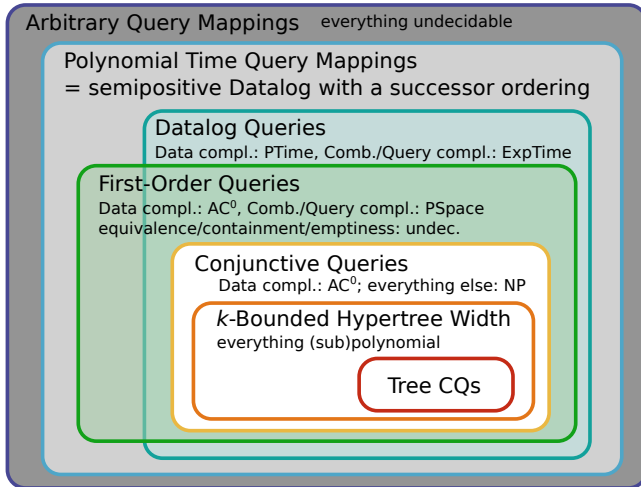 Arbitrary Query Mappings everything undecidable
Polynomial Time Query Mappings
= semipositive Datalog with a successor ordering
Datalog Queries
Data compl.: PTime, Comb./Query compl.: ExpTime
First-Order Queries
Data compl.: AC⁰, Comb./Query compl.: PSpace
equivalence/containment/emptiness: undec.
Conjunctive Queries
Data compl.: AC⁰; everything else: NP
k-Bounded Hypertree Width
everything (sub)polynomial
Tree CQs